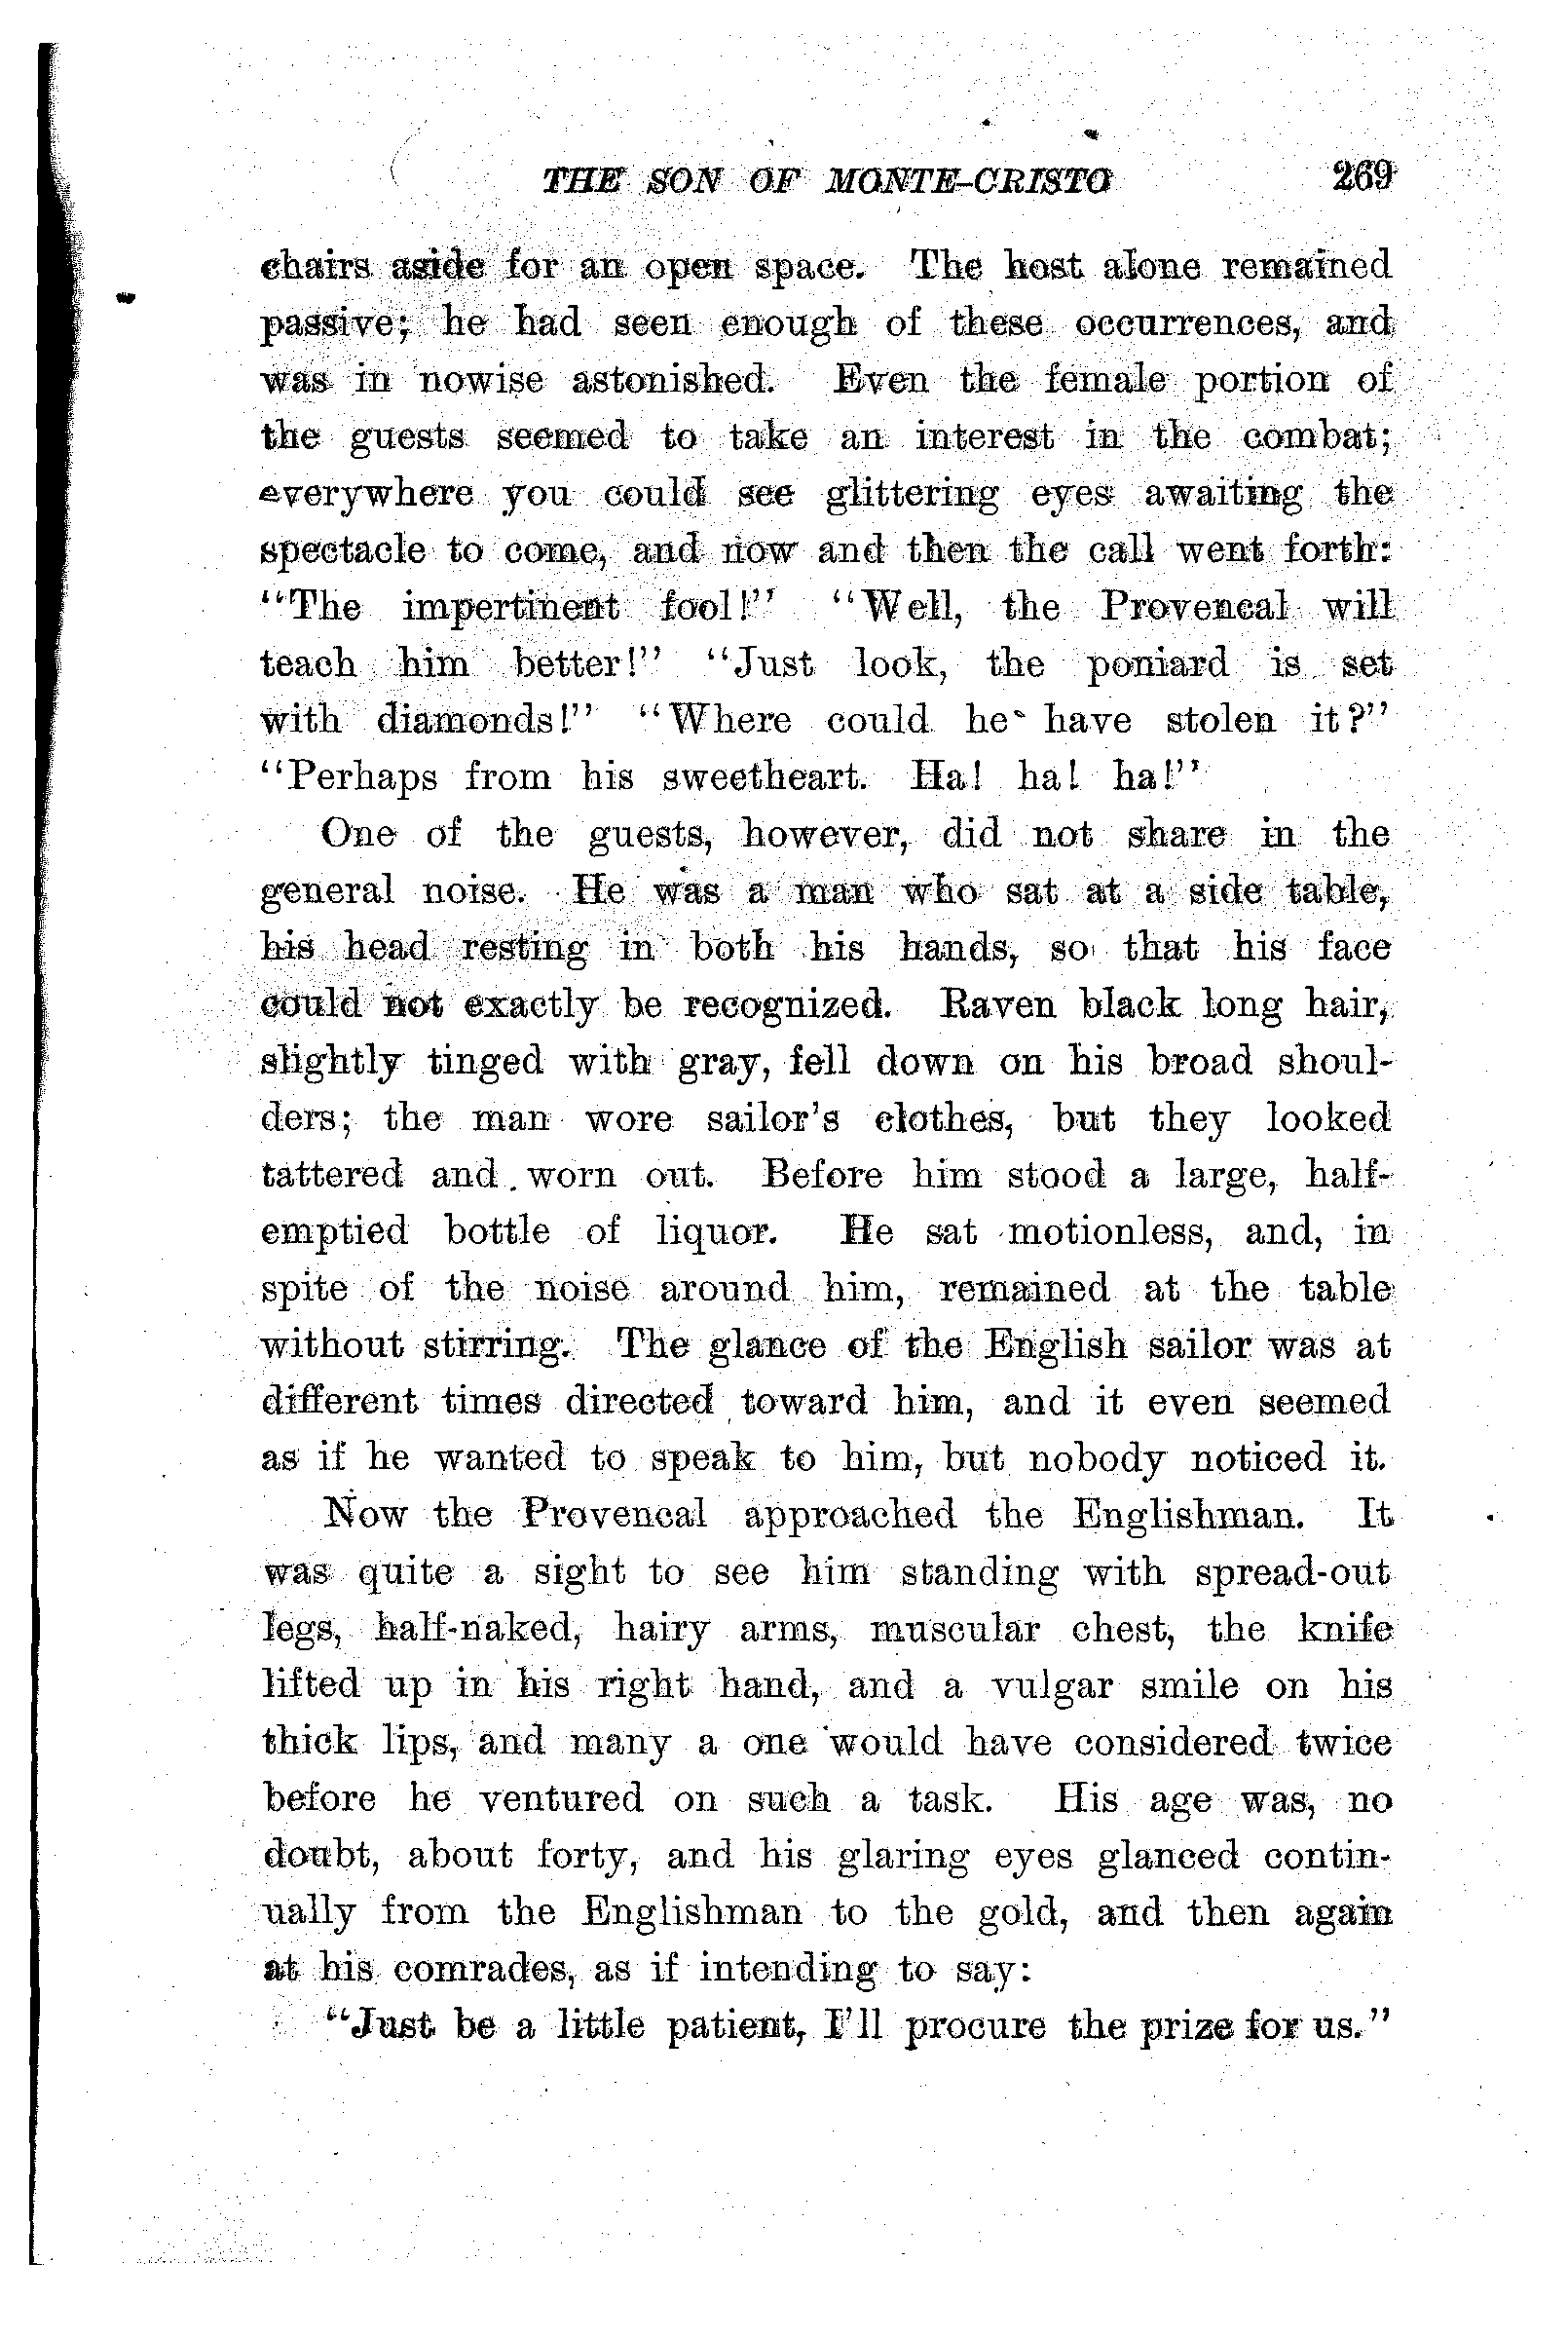 THE SON OF MONTE-CRISTO 269
chairs aside for an open space. The host alone remained
passive; he had seen enough of these occurrences, and
was in nowise astonished. Even the female portion of
the guests seemed to take an interest in the combat;
everywhere you could see glittering eyes awaiting the
spectacle to come, and now and then the call went forth:
"The impertinent fool!" "Well, the Provencal will
teach him better!" "Just look, the poniard is set
with diamonds!" "Where could he have stolen it?"
"Perhaps from his sweetheart. Ha! ha! ha!"
One of the guests, however, did not share in the
general noise. He was a man who sat at a side table,
his head resting in both his hands, so that his face
could not exactly be recognized. Raven black long hair,
slightly tinged with gray, fell down on his broad shoul-
ders; the man wore sailor's clothes, but they looked
tattered and worn out. Before him stood a large, half-
emptied bottle of liquor. He sat motionless, and, in
spite of the noise around him, remained at the table
without stirring. The glance of the English sailor was at
different times directed toward him, and it even seemed
as if he wanted to speak to him, but nobody noticed it.
Now the Provencal approached the Englishman. It
was quite a sight to see him standing with spread-out
legs, half-naked, hairy arms, muscular chest, the knife
lifted up in his right hand, and a vulgar smile on his
thick lips, and many a one would have considered twice
before he ventured on such a task. His age was, no
doubt, about forty, and his glaring eyes glanced contin-
ually from the Englishman to the gold, and then again
at his comrades, as if intending to say:
"Just be a little patient, I'll procure the prize for us."